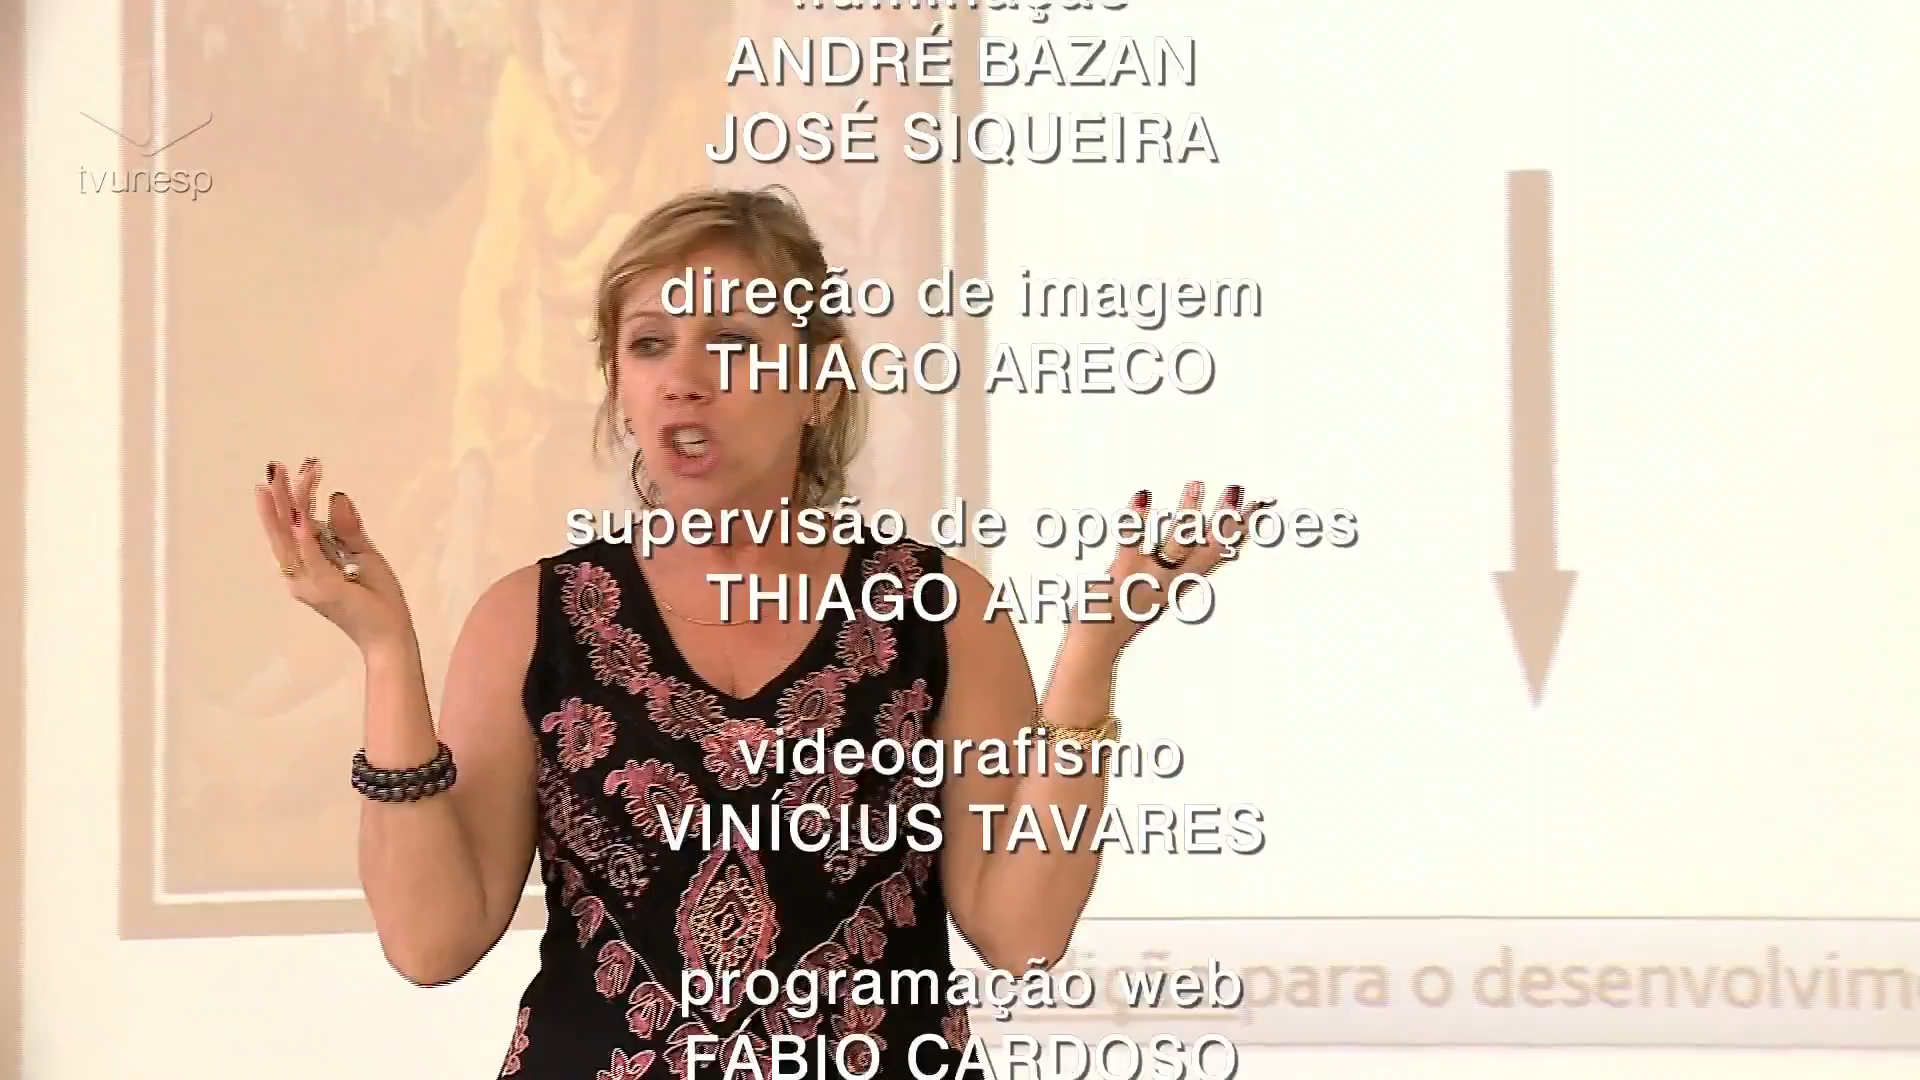 iluminação
ANDRÉ BAZAN
JOSÉ SIQUEIRA
tvunesp
direção de imagem
THIAGO ARECO
supervisão de operações
THIAGO ARECO
videografismo
VINÍCIUS TAVARES
programação web
para o desenvolvim
FÁBIO CARDOSO